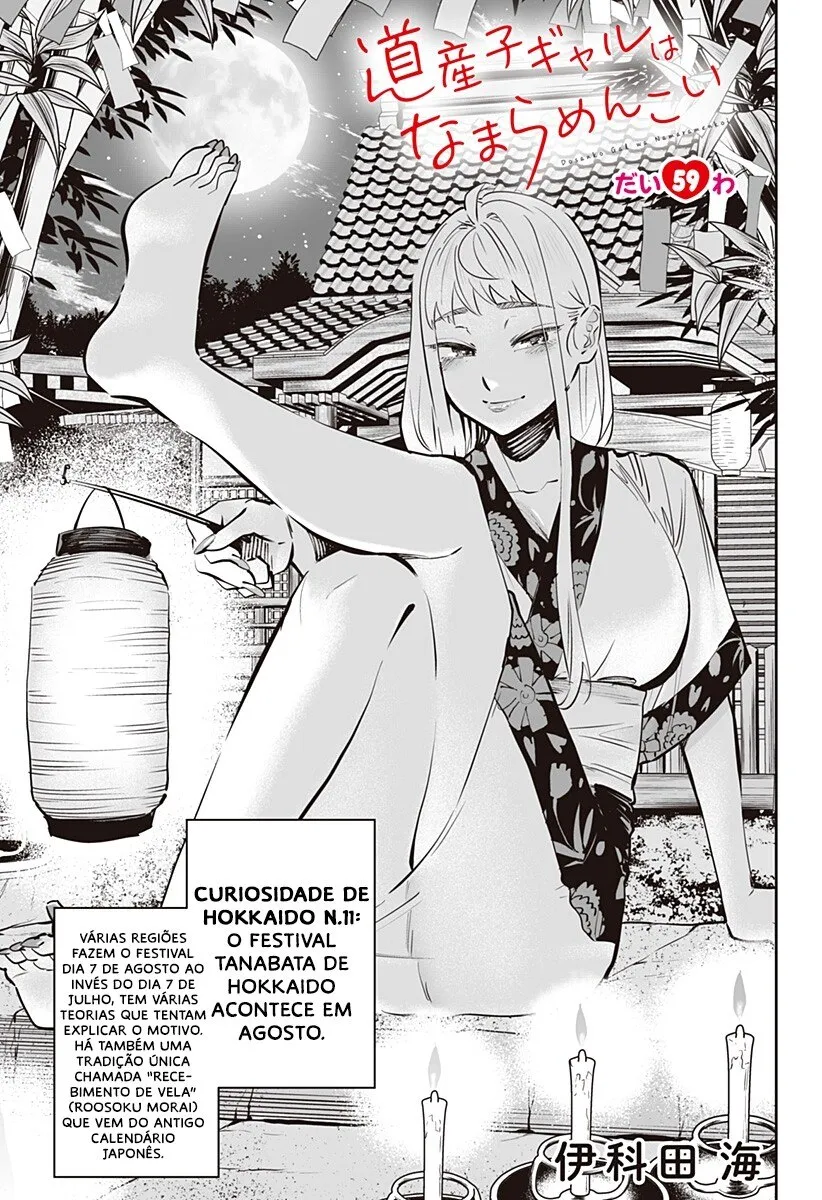 道産子ギャルは
なまらめんこい
Dosanko Gal wa Namaramenkoi
だい59わ
CURIOSIDADE DE
HOKKAIDO N.11:
O FESTIVAL
TANABATA DE
HOKKAIDO
ACONTECE EM
AGOSTO.
VÁRIAS REGIÕES
FAZEM O FESTIVAL
DIA 7 DE AGOSTO AO
INVÉS DO DIA 7 DE
JULHO, TEM VÁRIAS
TEORIAS QUE TENTAM
EXPLICAR O MOTIVO.
HÁ TAMBÉM UMA
TRADIÇÃO ÚNICA
CHAMADA “RECE-
BIMENTO DE VELA”
(ROOSOKU MORAI)
QUE VEM DO ANTIGO
CALENDÁRIO
JAPONÊS.
伊科田 海